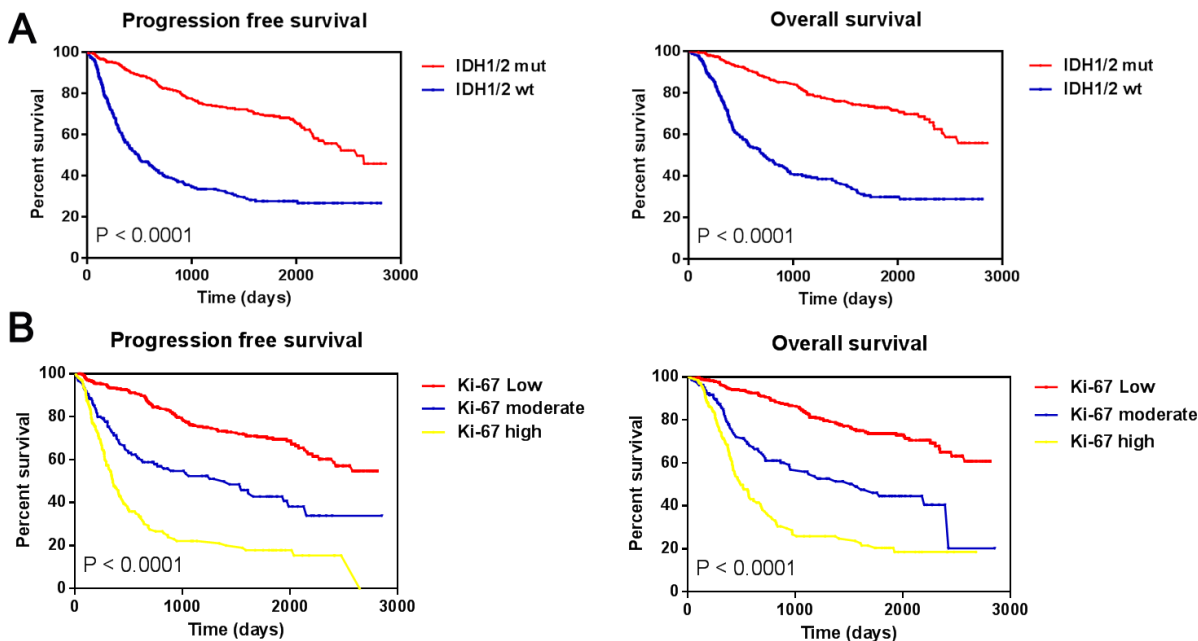 A
Progression free survival
Overall survival
100
80
60
40
20
0
Percent survival
P < 0.0001
0
1000
2000
3000
Time (days)
IDH1/2 mut
IDH1/2 wt
100
80
60
40
20
0
Percent survival
P < 0.0001
0
1000
2000
3000
Time (days)
IDH1/2 mut
IDH1/2 wt
B
Progression free survival
Overall survival
100
80
60
40
20
0
Percent survival
P < 0.0001
0
1000
2000
3000
Time (days)
Ki-67 Low
Ki-67 moderate
Ki-67 high
100
80
60
40
20
0
Percent survival
P < 0.0001
0
1000
2000
3000
Time (days)
Ki-67 Low
Ki-67 moderate
Ki-67 high